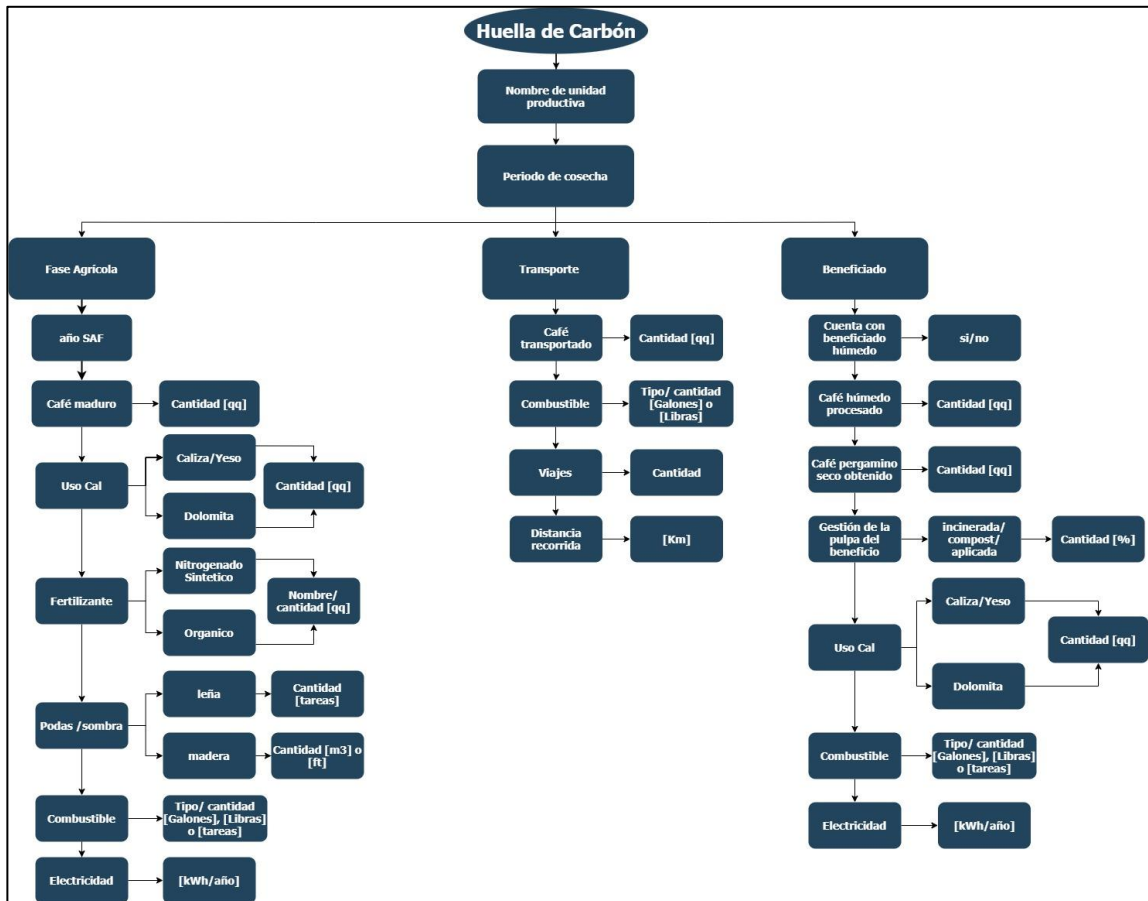 Huella de Carbón
Nombre de unidad
productiva
Periodo de cosecha
Fase Agrícola
año SAF
Café maduro
Cantidad [qq]
Uso Cal
Caliza/Yeso
Dolomita
Cantidad [qq]
Fertilizante
Nitrogenado
Sintetico
Organico
Nombre/
cantidad [qq]
Podas /sombra
leña
Cantidad
[tareas]
madera
Cantidad [m3] o
[ft]
Combustible
Tipo/ cantidad
[Galones], [Libras]
o [tareas]
Electricidad
[kWh/año]
Transporte
Café
transportado
Cantidad [qq]
Combustible
Tipo/ cantidad
[Galones] o
[Libras]
Viajes
Cantidad
Distancia
recorrida
[Km]
Beneficiado
Cuenta con
beneficiado
húmedo
si/no
Café húmedo
procesado
Cantidad [qq]
Café pergamino
seco obtenido
Cantidad [qq]
Gestión de la
pulpa del
beneficio
incinerada/
compost/
aplicada
Cantidad [%]
Uso Cal
Caliza/Yeso
Dolomita
Cantidad [qq]
Combustible
Tipo/ cantidad
[Galones], [Libras]
o [tareas]
Electricidad
[kWh/año]